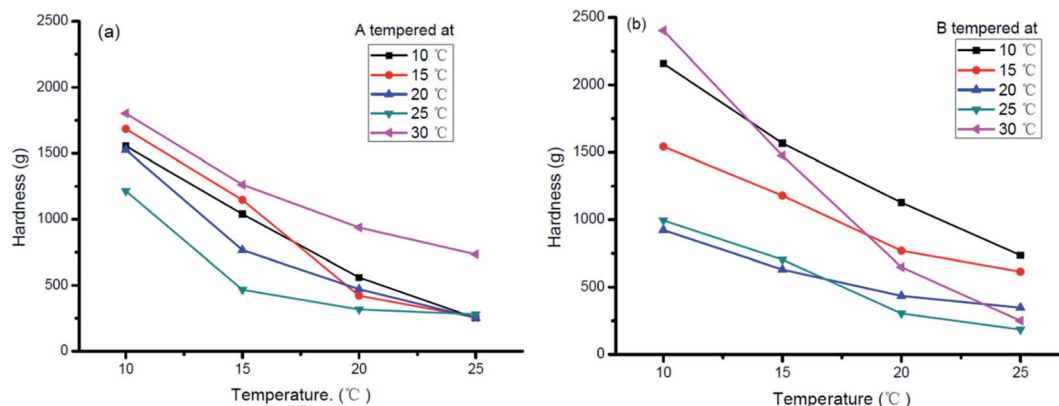 (a)
A tempered at
10 ℃
15 ℃
20 ℃
25 ℃
30 ℃
2500
2000
1500
1000
500
0
Hardness (g)
10 15 20 25
Temperature. (℃)
(b)
B tempered at
10 ℃
15 ℃
20 ℃
25 ℃
30 ℃
2500
2000
1500
1000
500
0
Hardness (g)
10 15 20 25
Temperature (℃)